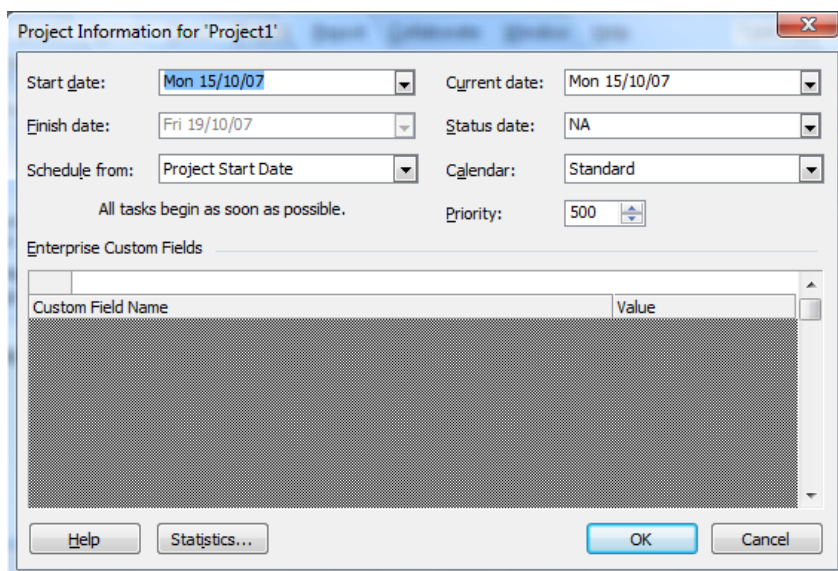 Project Information for 'Project1'
Start date: Mon 15/10/07 Current date: Mon 15/10/07
Finish date: Fri 19/10/07 Status date: NA
Schedule from: Project Start Date Calendar: Standard
All tasks begin as soon as possible. Priority: 500
Enterprise Custom Fields
Custom Field Name Value
Help Statistics... OK Cancel